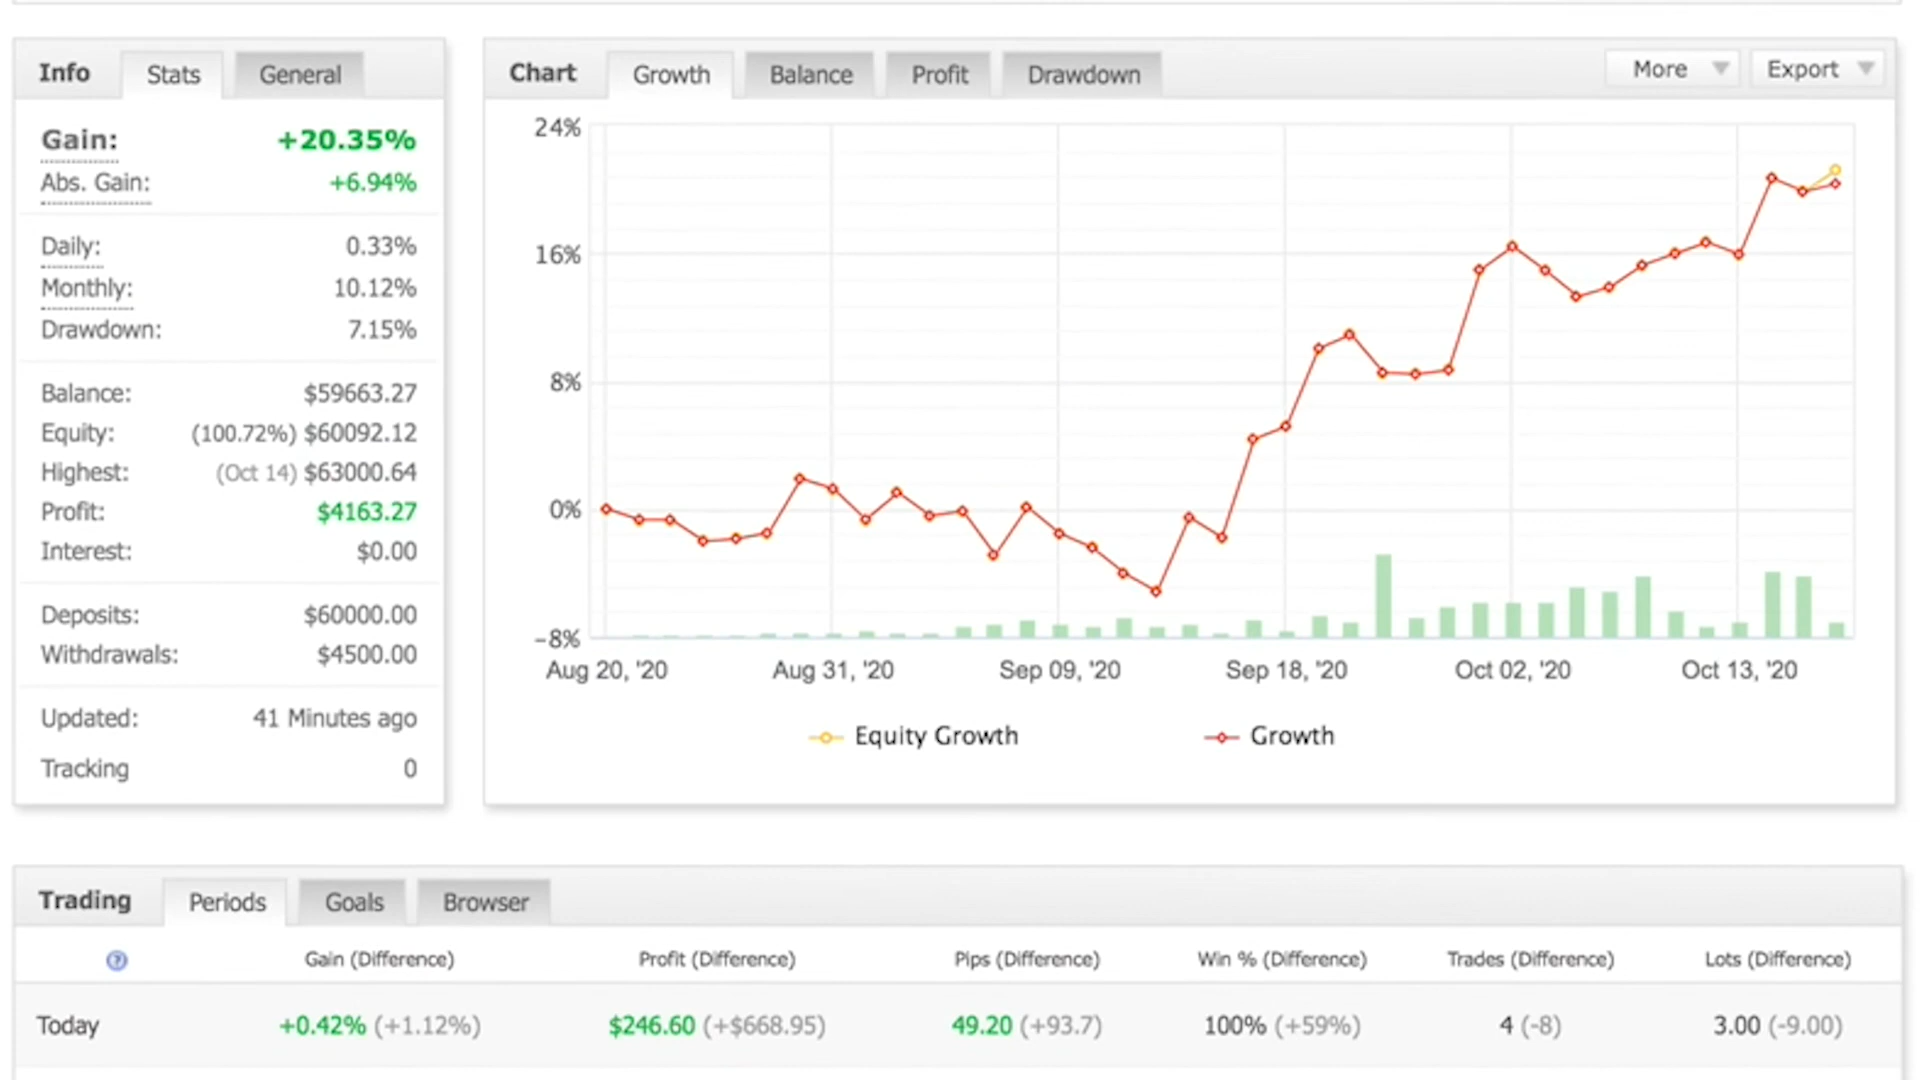 Info Stats General
Gain: +20.35%
Abs. Gain: +6.94%
Daily: 0.33%
Monthly: 10.12%
Drawdown: 7.15%
Balance: $59663.27
Equity: (100.72%) $60092.12
Highest: (Oct 14) $63000.64
Profit: $4163.27
Interest: $0.00
Deposits: $60000.00
Withdrawals: $4500.00
Updated: 41 Minutes ago
Tracking 0
Chart Growth Balance Profit Drawdown More Export
24%
16%
8%
0%
-8%
Aug 20, '20 Aug 31, '20 Sep 09, '20 Sep 18, '20 Oct 02, '20 Oct 13, '20
Equity Growth Growth
Trading Periods Goals Browser
? Gain (Difference) Profit (Difference) Pips (Difference) Win % (Difference) Trades (Difference) Lots (Difference)
Today +0.42% (+1.12%) $246.60 (+$668.95) 49.20 (+93.7) 100% (+59%) 4 (-8) 3.00 (-9.00)